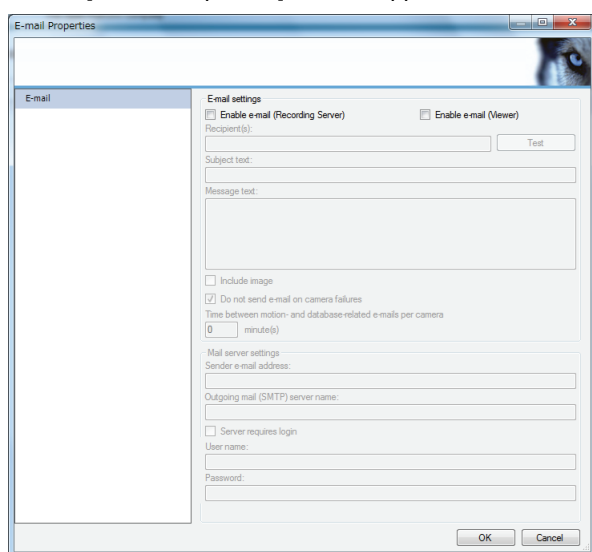 E-mail Properties
E-mail
E-mail settings
Enable e-mail (Recording Server)
Enable e-mail (Viewer)
Recipient(s):
Test
Subject text:
Message text:
Include image
Do not send e-mail on camera failures
Time between motion- and database-related e-mails per camera
0 minute(s)
Mail server settings
Sender e-mail address:
Outgoing mail (SMTP) server name:
Server requires login
User name:
Password:
OK Cancel